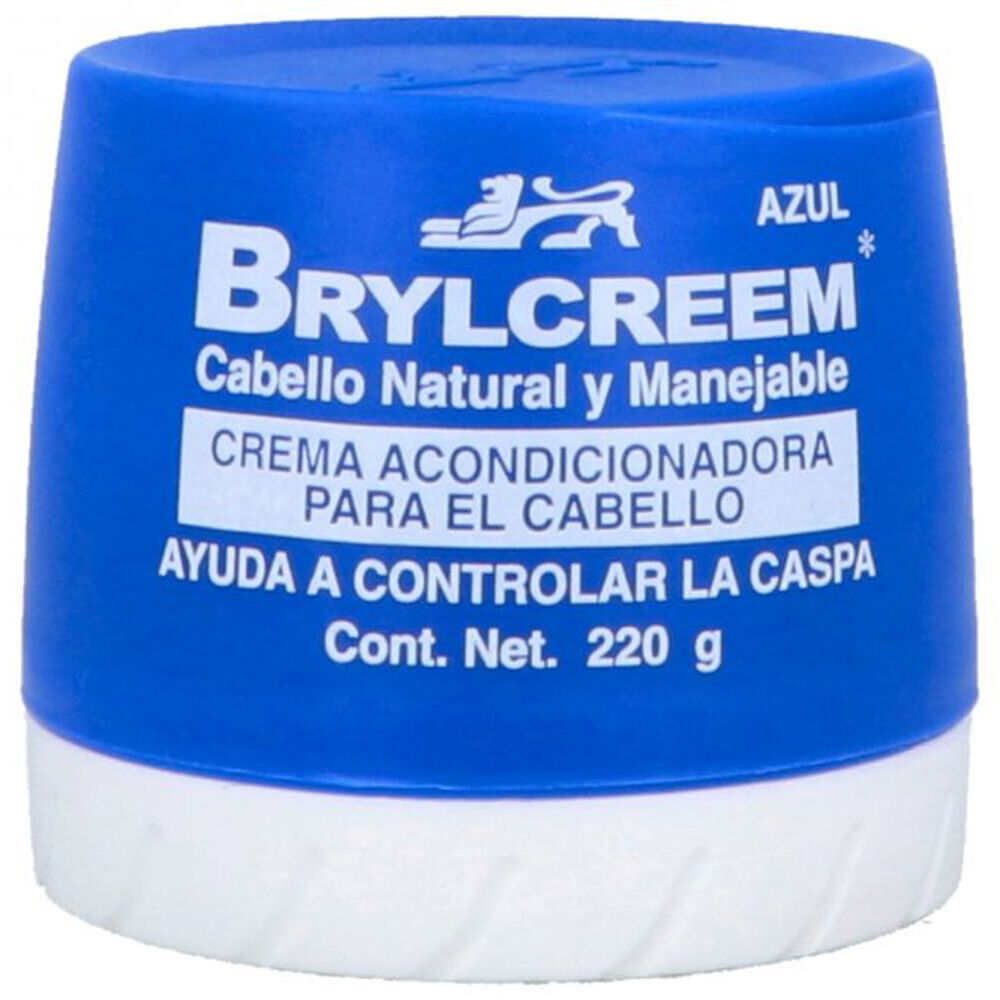 AZUL
BRYLCREEM*
Cabello Natural y Manejable
CREMA ACONDICIONADORA
PARA EL CABELLO
AYUDA A CONTROLAR LA CASPA
Cont. Net. 220 g